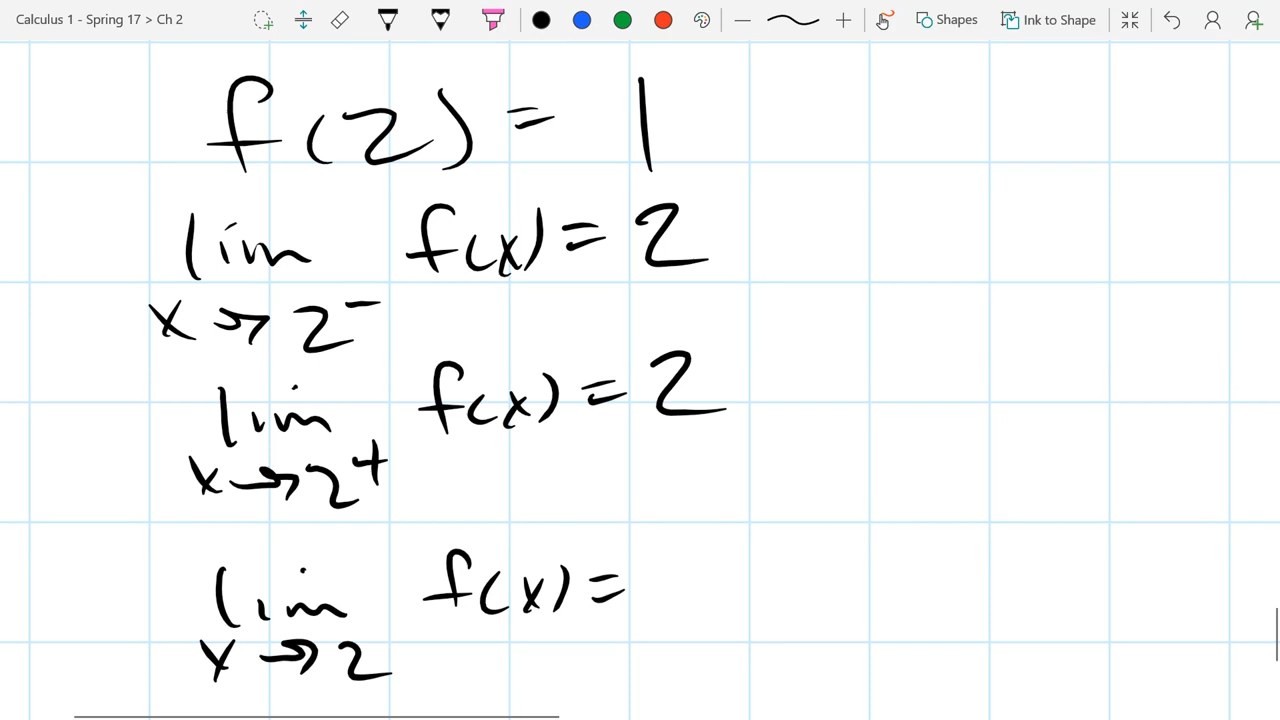 Calculus 1 - Spring 17 > Ch 2
Shapes
Ink to Shape
f(2) = 1
lim f(x) = 2
x → 2⁻
lim f(x) = 2
x → 2⁺
lim f(x) =
x → 2